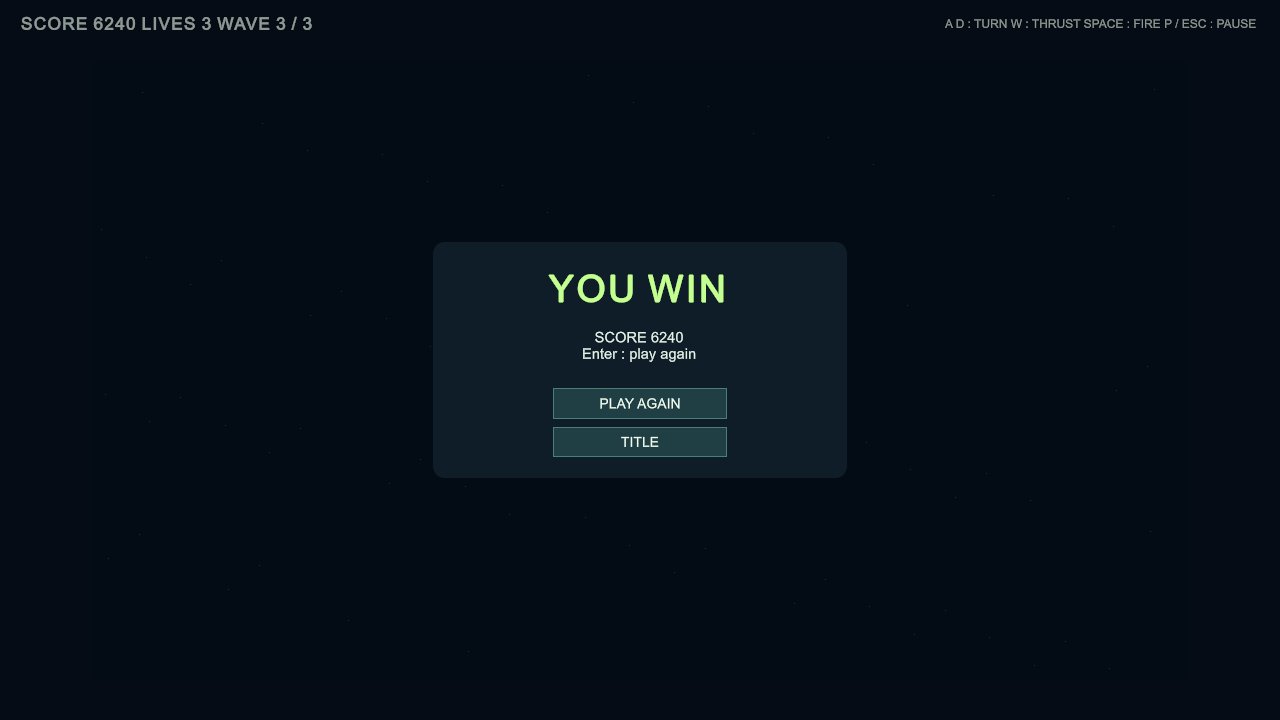 SCORE 6240 LIVES 3 WAVE 3 / 3
A D : TURN W : THRUST SPACE : FIRE P / ESC : PAUSE
YOU WIN
SCORE 6240
Enter : play again
PLAY AGAIN
TITLE